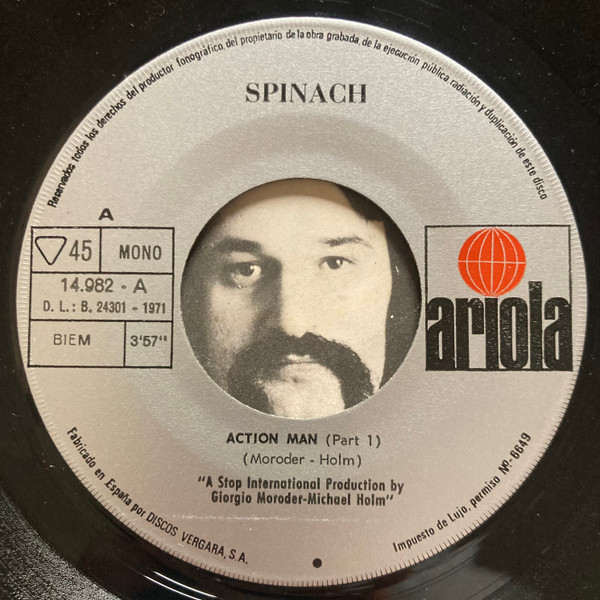 Reservados todos los derechos del productor fonográfico, del propietario de la obra grabada, de la ejecución pública radiación y duplicación de este disco
SPINACH
A
45 MONO
14.982 - A
D. L.: B. 24301 - 1971
BIEM 3'57"
ariola
ACTION MAN (Part 1)
(Moroder - Holm)
"A Stop International Production by
Giorgio Moroder-Michael Holm"
Fabricado en España por DISCOS VERGARA, S.A.
Impuesto de Lujo, permiso Nº 6649